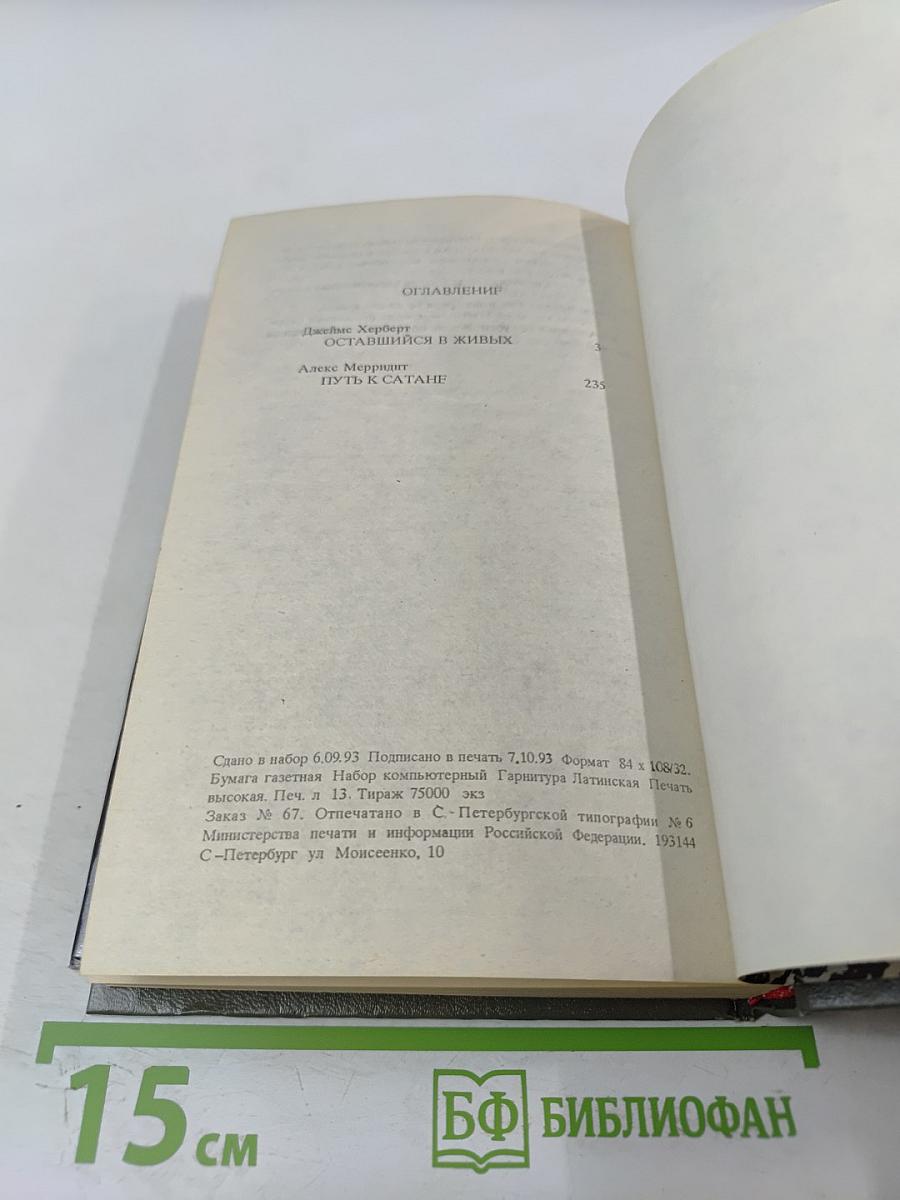 ОГЛАВЛЕНИЕ
Джеймс Херберт
ОСТАВШИЙСЯ В ЖИВЫХ 3
Алекс Мерридит
ПУТЬ К САТАНЕ 235
Сдано в набор 6.09.93 Подписано в печать 7.10.93 Формат 84 x 108/32.
Бумага газетная Набор компьютерный Гарнитура Латинская Печать
высокая. Печ. л 13. Тираж 75000 экз
Заказ № 67. Отпечатано в С.-Петербургской типографии № 6
Министерства печати и информации Российской Федерации. 193144
С-Петербург ул Моисеенко, 10
15 см
БФ БИБЛИОФАН